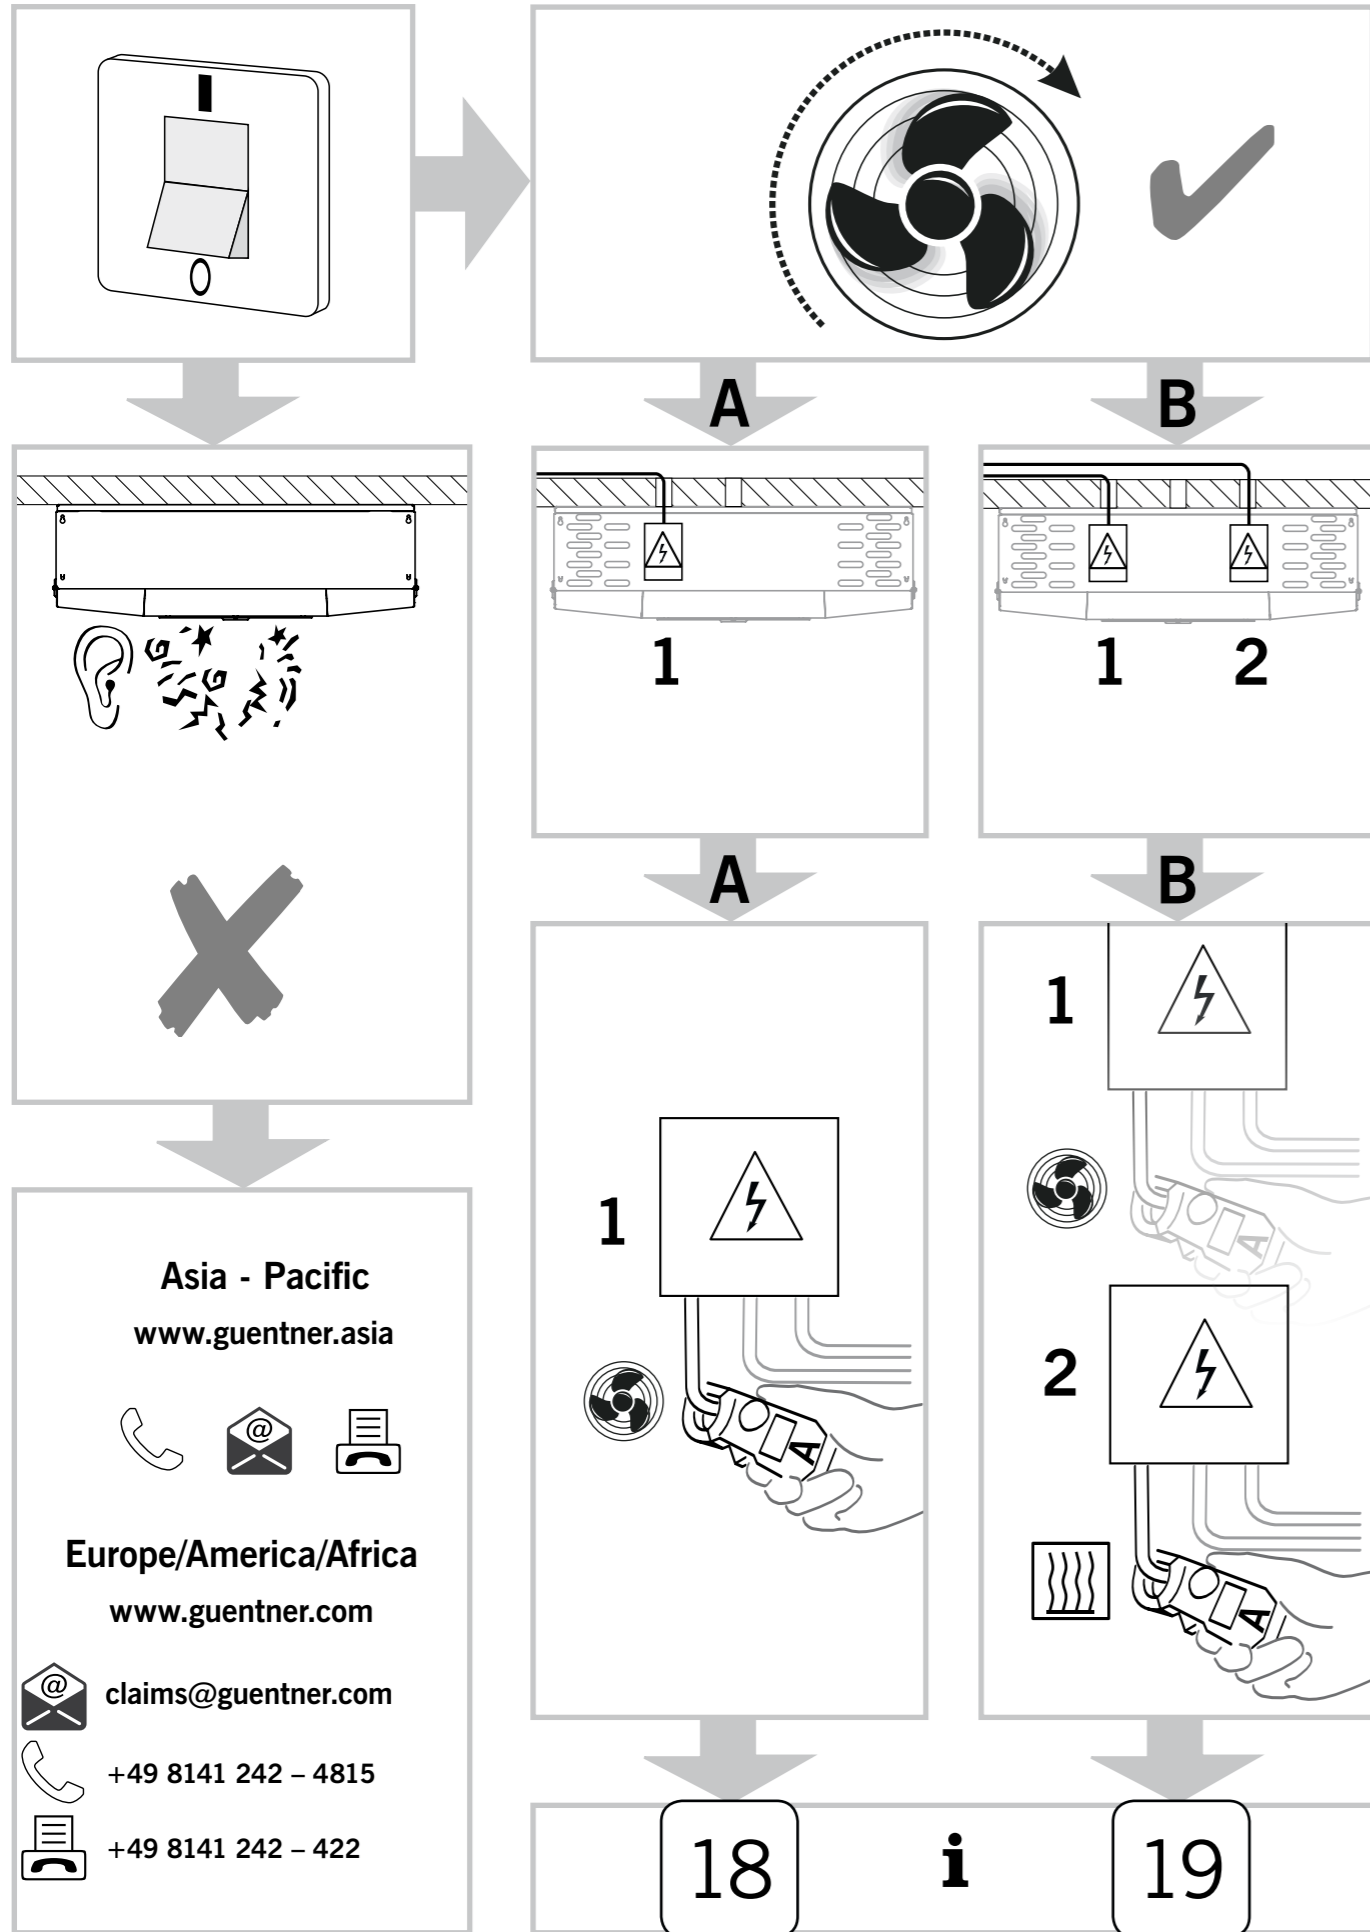 A
B
1
1 2
A
B
1
1
2
Asia - Pacific
www.guentner.asia
@
Europe/America/Africa
www.guentner.com
@ claims@guentner.com
+49 8141 242 – 4815
+49 8141 242 – 422
A
A
A
18 i 19